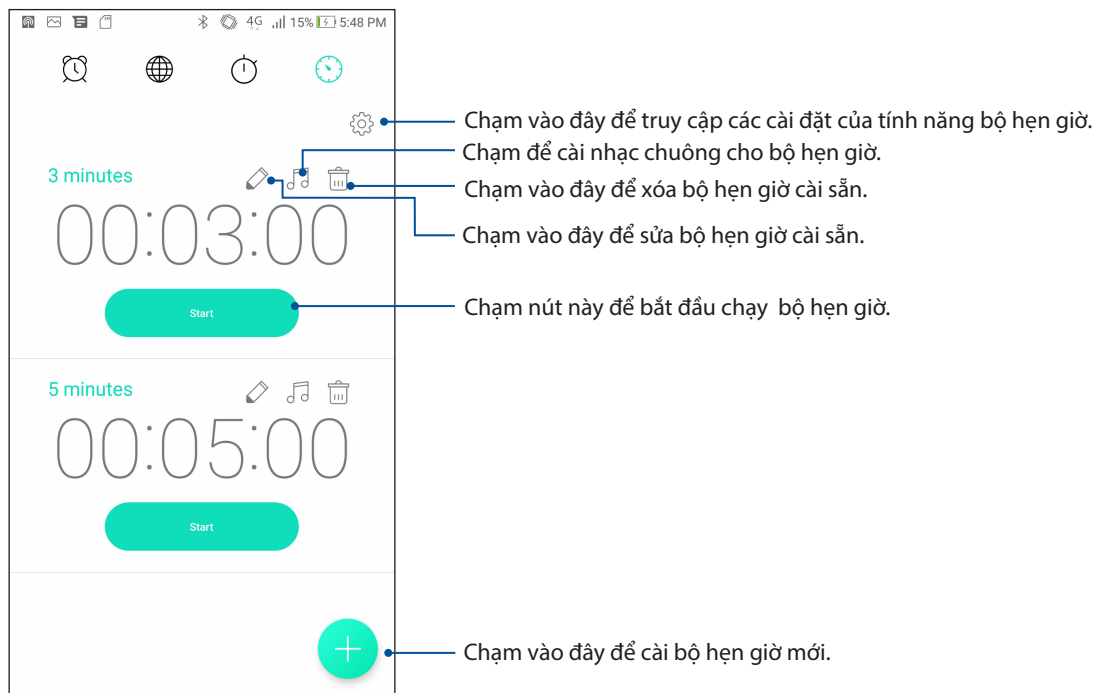 4G 15% 5:48 PM
Chạm vào đây để truy cập các cài đặt của tính năng bộ hẹn giờ.
Chạm để cài nhạc chuông cho bộ hẹn giờ.
3 minutes
Chạm vào đây để xóa bộ hẹn giờ cài sẵn.
00:03:00
Chạm vào đây để sửa bộ hẹn giờ cài sẵn.
Start
Chạm nút này để bắt đầu chạy bộ hẹn giờ.
5 minutes
00:05:00
Start
Chạm vào đây để cài bộ hẹn giờ mới.